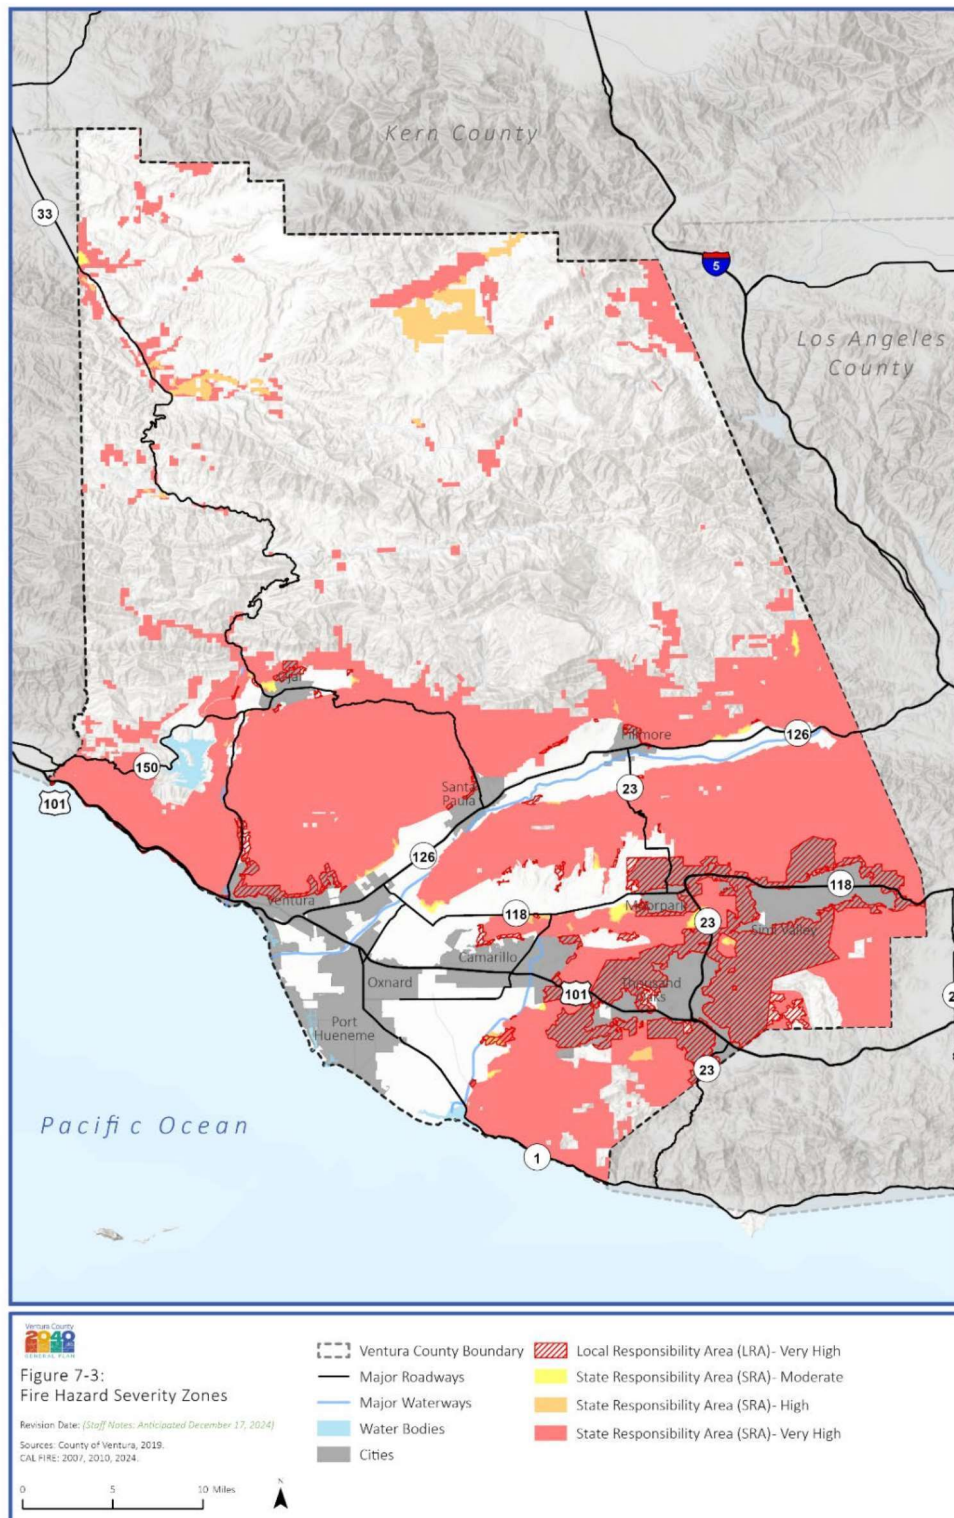 Kern County
33
5
Los Angeles
County
Ojai
126
Fillmore
150
23
101
Santa
Paula
126
118
Ventura
118
Moorpark
23
Simi Valley
Camarillo
Oxnard
101
Thousand
Oaks
Port
Hueneme
23
Pacific Ocean
1
Ventura County
2040
GENERAL PLAN
Figure 7-3:
Fire Hazard Severity Zones
Revision Date: (Staff Notes: Anticipated December 17, 2024)
Sources: County of Ventura, 2019.
CAL FIRE: 2007, 2010, 2024.
0 5 10 Miles
N
Ventura County Boundary
Major Roadways
Major Waterways
Water Bodies
Cities
Local Responsibility Area (LRA)- Very High
State Responsibility Area (SRA)- Moderate
State Responsibility Area (SRA)- High
State Responsibility Area (SRA)- Very High